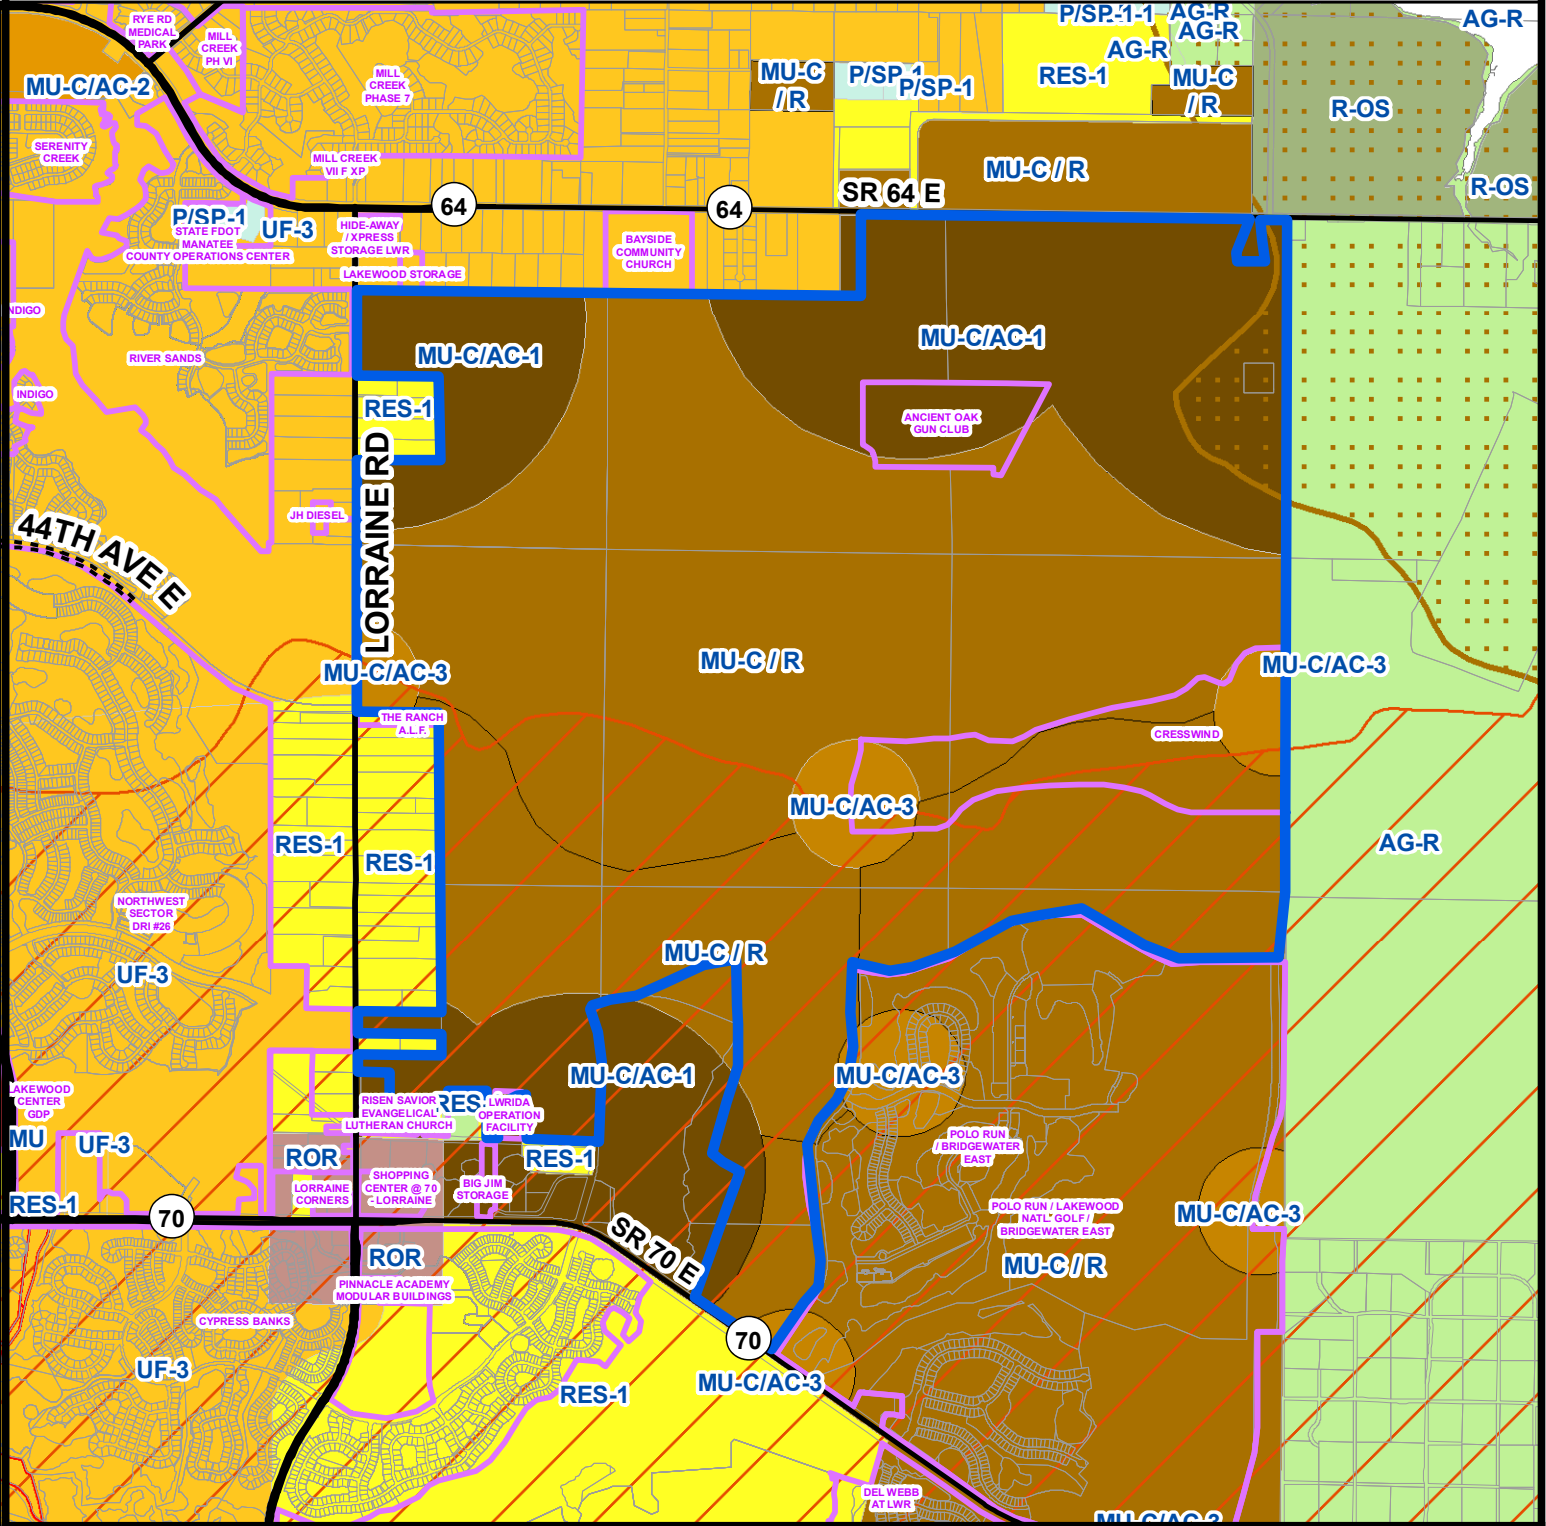 RYE RD
MEDICAL
PARK
MILL
CREEK
PH VI
MU-C/AC-2
MILL
CREEK
PHASE 7
MU-C
/ R
P/SP-1
P/SP-1
P/SP-1-1
AG-R
AG-R
AG-R
RES-1
MU-C
/ R
AG-R
R-OS
R-OS
SERENITY
CREEK
MILL CREEK
VII F XP
MU-C / R
SR 64 E
64
64
P/SP-1
UF-3
STATE FDOT
MANATEE
COUNTY OPERATIONS CENTER
HIDE-AWAY
/ XPRESS
STORAGE LWR
LAKEWOOD STORAGE
BAYSIDE
COMMUNITY
CHURCH
NDIGO
RIVER SANDS
INDIGO
MU-C/AC-1
MU-C/AC-1
RES-1
ANCIENT OAK
GUN CLUB
LORRAINE RD
JH DIESEL
44TH AVE E
MU-C/AC-3
MU-C / R
MU-C/AC-3
THE RANCH
A.L.F.
CRESSWIND
MU-C/AC-3
RES-1
RES-1
AG-R
NORTHWEST
SECTOR
DRI #26
UF-3
MU-C / R
MU-C/AC-1
MU-C/AC-3
LAKEWOOD
CENTER
GDP
MU
UF-3
RISEN SAVIOR
EVANGELICAL
LUTHERAN CHURCH
RES-
LWRIDA
OPERATION
FACILITY
POLO RUN
/ BRIDGEWATER
EAST
ROR
RES-1
LORRAINE
CORNERS
SHOPPING
CENTER @ 70
- LORRAINE
BIG JIM
STORAGE
RES-1
70
POLO RUN / LAKEWOOD
NATL. GOLF /
BRIDGEWATER EAST
MU-C/AC-3
SR 70 E
ROR
MU-C / R
PINNACLE ACADEMY
MODULAR BUILDINGS
CYPRESS BANKS
70
UF-3
RES-1
MU-C/AC-3
DEL WEBB
AT LWR
MU-C/AC-3